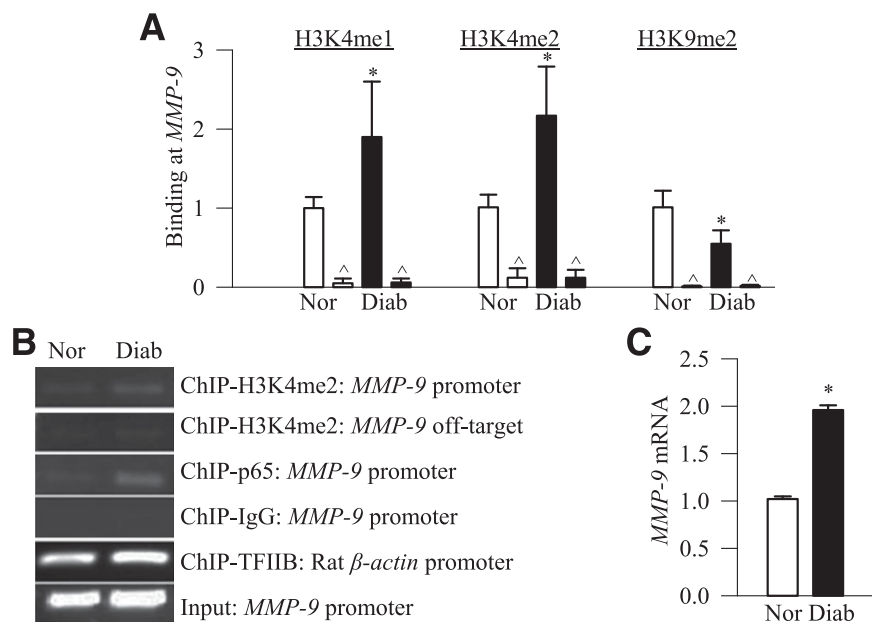 A
H3K4me1 H3K4me2 H3K9me2
Binding at MMP-9
3
2
1
0
* * *
^ ^ ^ ^ ^ ^
Nor Diab Nor Diab Nor Diab
B
Nor Diab
ChIP-H3K4me2: MMP-9 promoter
ChIP-H3K4me2: MMP-9 off-target
ChIP-p65: MMP-9 promoter
ChIP-IgG: MMP-9 promoter
ChIP-TFIIB: Rat β-actin promoter
Input: MMP-9 promoter
C
MMP-9 mRNA
2.5
2.0
1.5
1.0
0.5
0.0
*
Nor Diab